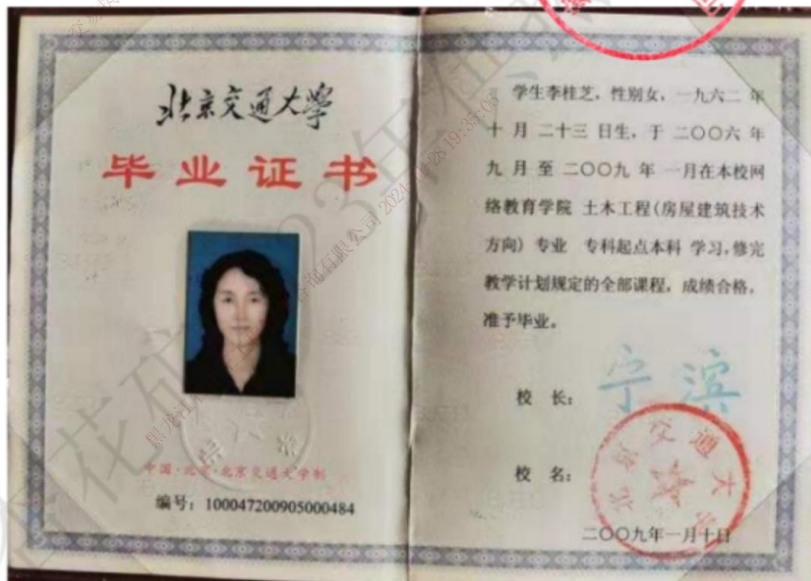 北京交通大學
毕业证书
中国·北京·北京交通大学制
编号：100047200905000484
学生李桂芝，性别女，一九六二 年
十 月 二十三 日生，于 二〇〇六 年
九 月 至 二〇〇九 年 一月在本校网
络教育学院 土木工程(房屋建筑技术
方向) 专业 专科起点本科 学习，修完
教学计划规定的全部课程，成绩合格，
准予毕业。
校 长：
宁滨
校 名：
北京交通大学
二〇〇九年一月十日